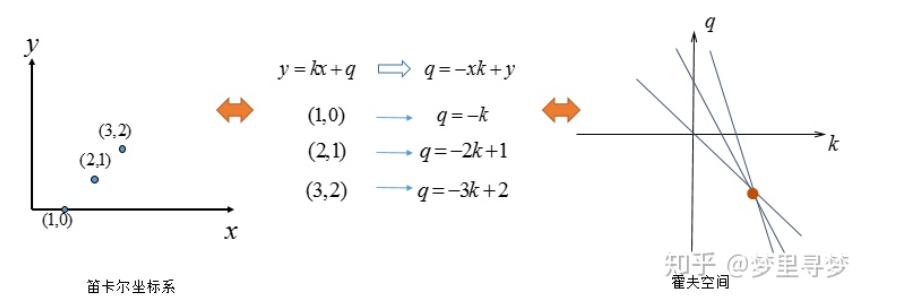 y
(3,2)
(2,1)
(1,0)
x
笛卡尔坐标系
y=kx+q q=-xk+y
(1,0) q=-k
(2,1) q=-2k+1
(3,2) q=-3k+2
q
k
知乎 @梦里寻梦
霍夫空间